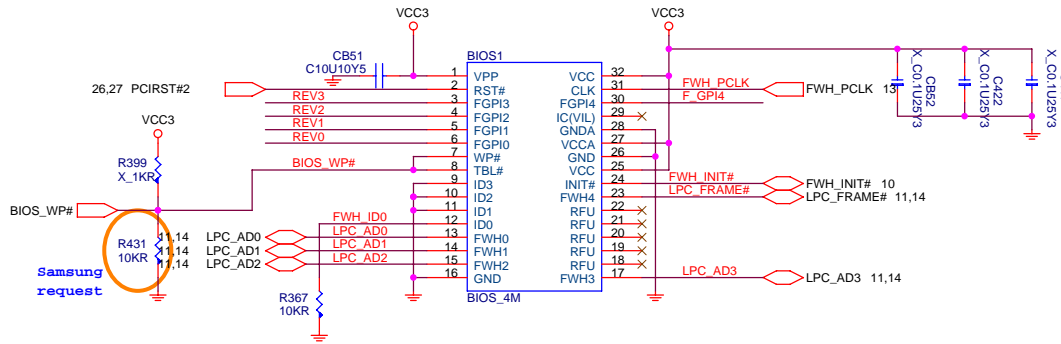 VCC3
VCC3
CB51
C10U10Y5
BIOS1
26,27 PCIRST#2
REV3
REV2
REV1
REV0
VCC3
R399
X_1KR
BIOS_WP#
BIOS_WP#
R431
10KR
Samsung
request
11,14 LPC_AD0
11,14 LPC_AD1
11,14 LPC_AD2
FWH_ID0
LPC_AD0
LPC_AD1
LPC_AD2
R367
10KR
1 VPP
2 RST#
3 FGPI3
4 FGPI2
5 FGPI1
6 FGPI0
7 WP#
8 TBL#
9 ID3
10 ID2
11 ID1
12 ID0
13 FWH0
14 FWH1
15 FWH2
16 GND
VCC 32
CLK 31
FGPI4 30
IC(VIL) 29
GNDA 28
VCCA 27
GND 26
VCC 25
INIT# 24
FWH4 23
RFU 22
RFU 21
RFU 20
RFU 19
RFU 18
FWH3 17
BIOS_4M
FWH_PCLK
F_GPI4
FWH_PCLK 13
FWH_INIT#
LPC_FRAME#
FWH_INIT# 10
LPC_FRAME# 11,14
LPC_AD3
LPC_AD3 11,14
X_C0.1U25Y3
CB52
X_C0.1U25Y3
C422
X_C0.1U25Y3